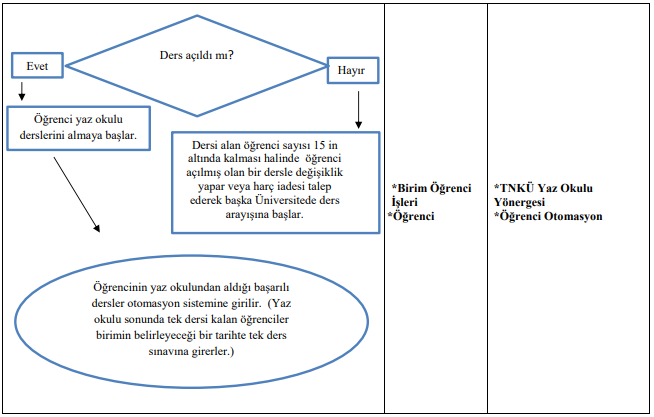 Ders açıldı mı?
Evet
Hayır
Öğrenci yaz okulu
derslerini almaya başlar.
Dersi alan öğrenci sayısı 15 in
altında kalması halinde öğrenci
açılmış olan bir dersle değişiklik
yapar veya harç iadesi talep
ederek başka Üniversitede ders
arayışına başlar.
Öğrencinin yaz okulundan aldığı başarılı
dersler otomasyon sistemine girilir. (Yaz
okulu sonunda tek dersi kalan öğrenciler
birimin belirleyeceği bir tarihte tek ders
sınavına girerler.)
*Birim Öğrenci
İşleri
*Öğrenci
*TNKÜ Yaz Okulu
Yönergesi
*Öğrenci Otomasyon